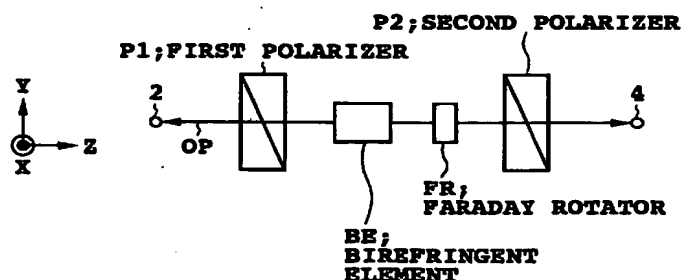 P2;SECOND POLARIZER
P1;FIRST POLARIZER
2
4
Y
Z
X
OP
FR;
FARADAY ROTATOR
BE;
BIREFRINGENT
ELEMENT